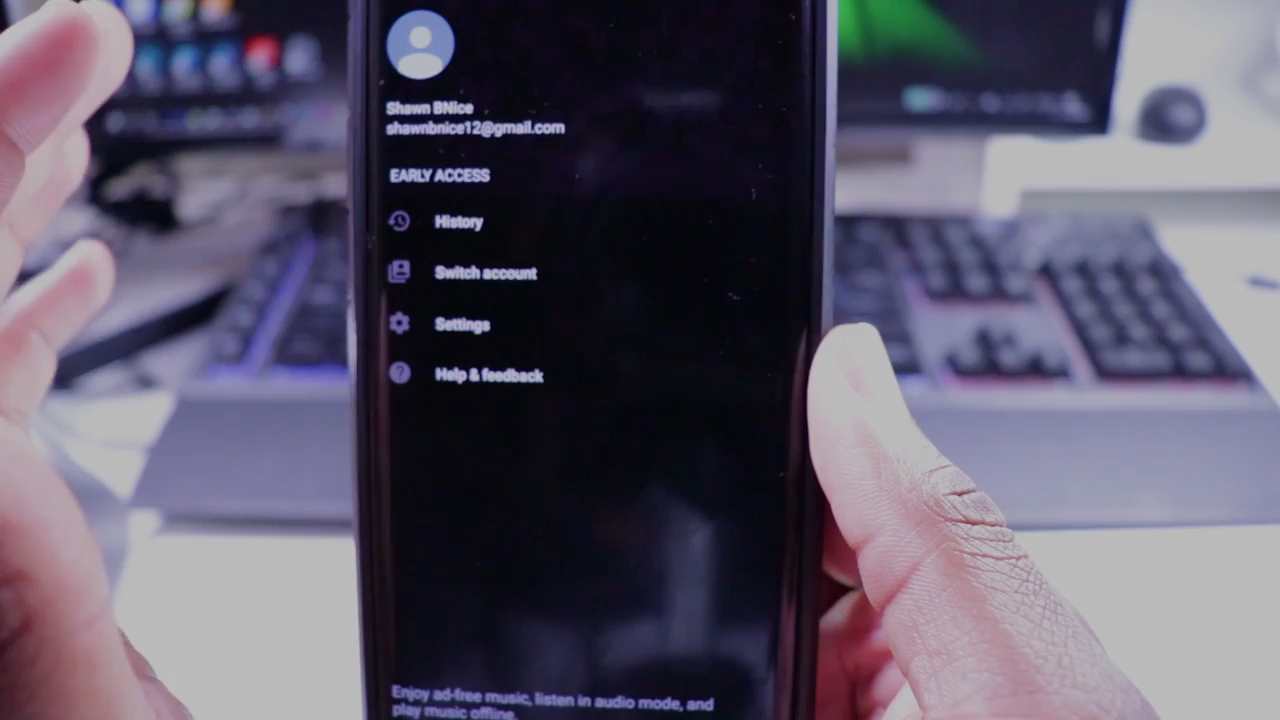 Shawn BNice
shawnbnice12@gmail.com
EARLY ACCESS
History
Switch account
Settings
Help & feedback
Enjoy ad-free music, listen in audio mode, and
play music offline.